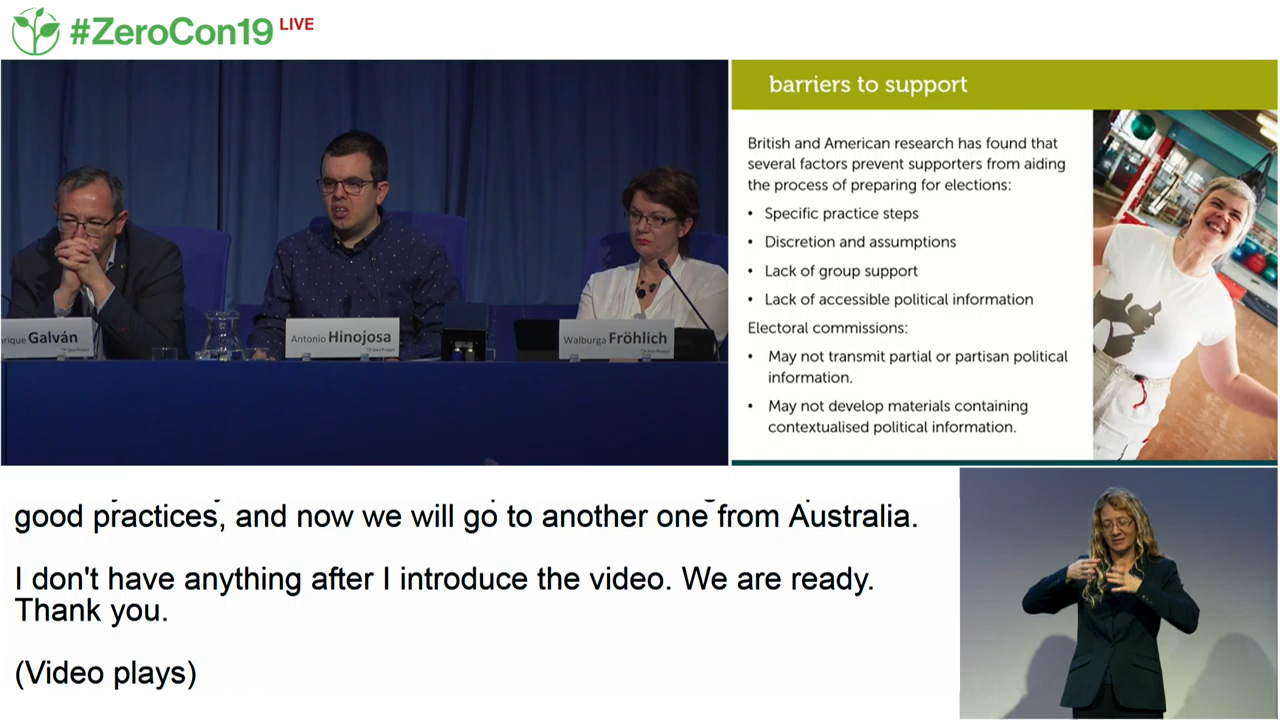 #ZeroCon19 LIVE
barriers to support
British and American research has found that
several factors prevent supporters from aiding
the process of preparing for elections:
• Specific practice steps
• Discretion and assumptions
• Lack of group support
• Lack of accessible political information
Electoral commissions:
• May not transmit partial or partisan political
information.
• May not develop materials containing
contextualised political information.
Galván
Antonio Hinojosa
Walburga Fröhlich
good practices, and now we will go to another one from Australia.
I don't have anything after I introduce the video. We are ready.
Thank you.
(Video plays)